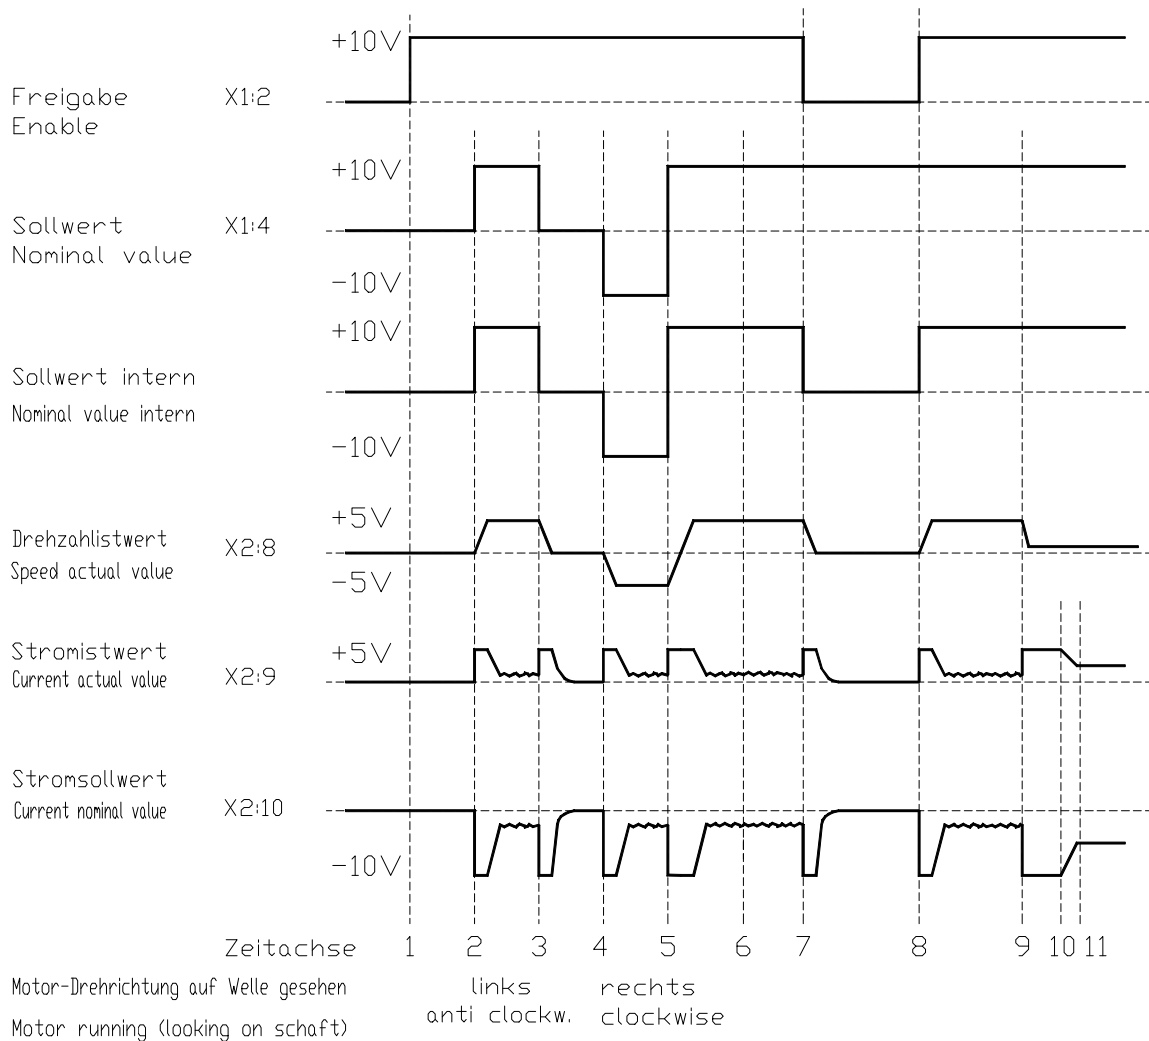 +10V
Freigabe X1:2
Enable
+10V
Sollwert X1:4
Nominal value
-10V
+10V
Sollwert intern
Nominal value intern
-10V
+5V
Drehzahlistwert X2:8
Speed actual value
-5V
Stromistwert +5V
Current actual value X2:9
Stromsollwert
Current nominal value X2:10
-10V
Zeitachse 1 2 3 4 5 6 7 8 9 10 11
Motor-Drehrichtung auf Welle gesehen links rechts
anti clockw. clockwise
Motor running (looking on schaft)